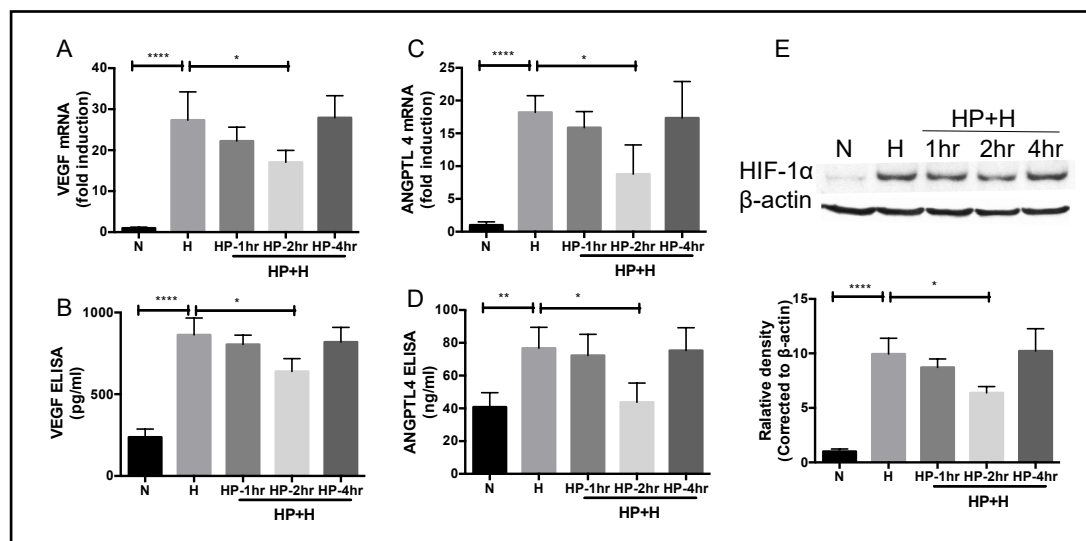 A
****
*
VEGF mRNA
(fold induction)
40
30
20
10
0
N H HP-1hr HP-2hr HP-4hr
HP+H
C
****
*
ANGPTL 4 mRNA
(fold induction)
25
20
15
10
5
0
N H HP-1hr HP-2hr HP-4hr
HP+H
E
HP+H
N H 1hr 2hr 4hr
HIF-1α
β-actin
B
****
*
VEGF ELISA
(pg/ml)
1000
500
0
N H HP-1hr HP-2hr HP-4hr
HP+H
D
**
*
ANGPTL4 ELISA
(ng/ml)
100
80
60
40
20
0
N H HP-1hr HP-2hr HP-4hr
HP+H
****
*
Ralative density
(Corrected to β-actin)
15
10
5
0
N H HP-1hr HP-2hr HP-4hr
HP+H